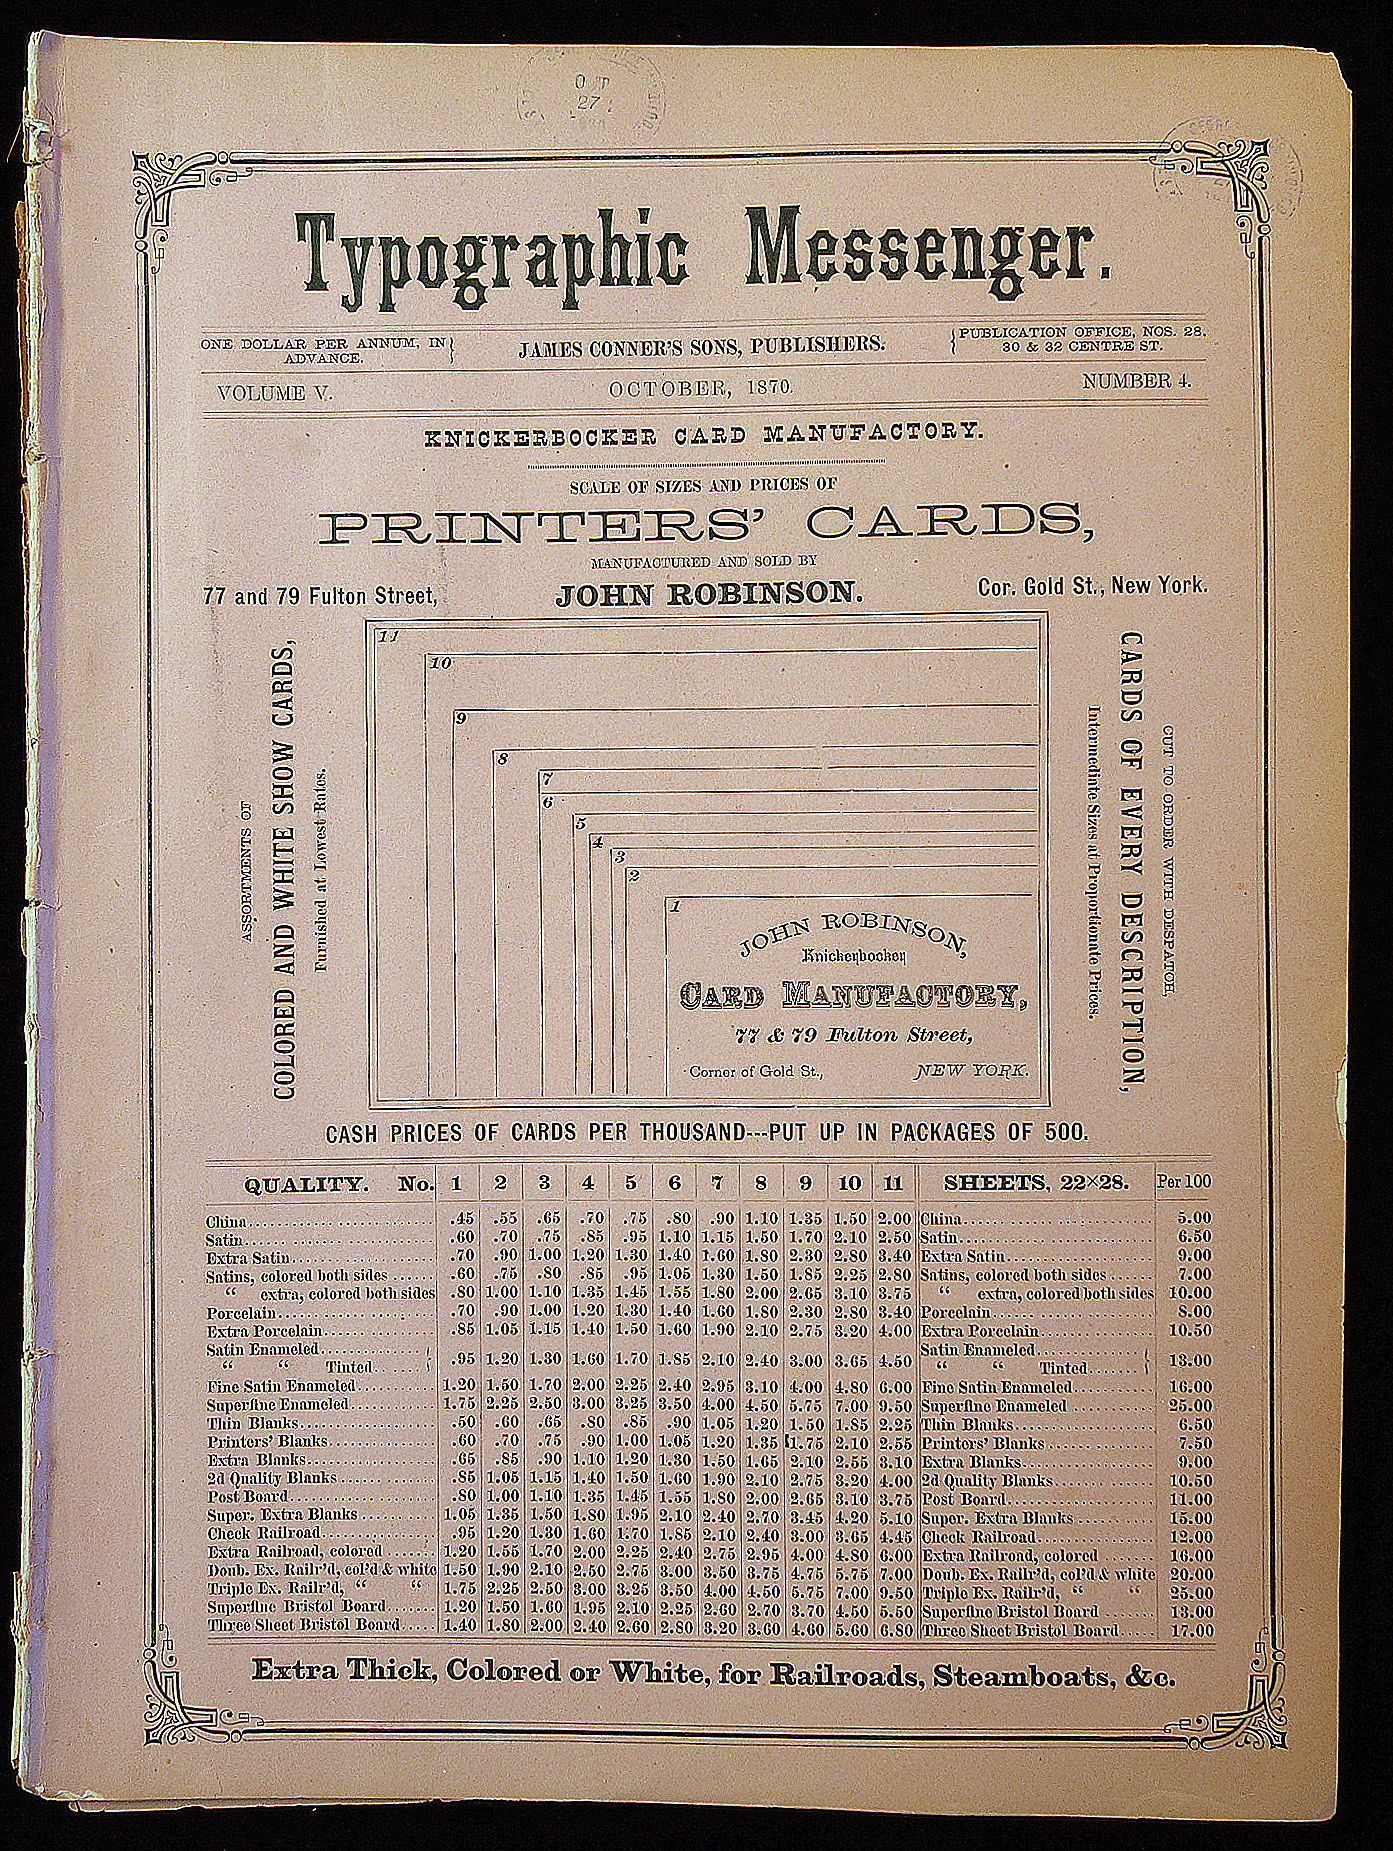 OCT
27
Typographic Messenger.
ONE DOLLAR PER ANNUM, IN ADVANCE.
JAMES CONNER'S SONS, PUBLISHERS.
PUBLICATION OFFICE, NOS. 28, 30 & 32 CENTRE ST.
VOLUME V. OCTOBER, 1870. NUMBER 4.
KNICKERBOCKER CARD MANUFACTORY.
SCALE OF SIZES AND PRICES OF
PRINTERS' CARDS,
MANUFACTURED AND SOLD BY
77 and 79 Fulton Street, JOHN ROBINSON. Cor. Gold St., New York.
ASSORTMENTS OF
COLORED AND WHITE SHOW CARDS,
Furnished at Lowest Rates.
11
10
9
8
7
6
5
4
3
2
1
JOHN ROBINSON,
Knickerbocker
CARD MANUFACTORY,
77 & 79 Fulton Street,
Corner of Gold St., NEW YORK.
CUT TO ORDER WITH DESPATCH,
CARDS OF EVERY DESCRIPTION,
Intermediate Sizes at Proportionate Prices.
CASH PRICES OF CARDS PER THOUSAND---PUT UP IN PACKAGES OF 500.
QUALITY. No. 1 2 3 4 5 6 7 8 9 10 11 SHEETS, 22×28. Per 100
China .45 .55 .65 .70 .75 .80 .90 1.10 1.35 1.50 2.00 China 5.00
Satin .60 .70 .75 .85 .95 1.10 1.15 1.50 1.70 2.10 2.50 Satin 6.50
Extra Satin .70 .90 1.00 1.20 1.30 1.40 1.60 1.80 2.30 2.80 3.40 Extra Satin 9.00
Satins, colored both sides .60 .75 .80 .85 .95 1.05 1.30 1.50 1.85 2.25 2.80 Satins, colored both sides 7.00
“ extra, colored both sides .80 1.00 1.10 1.35 1.45 1.55 1.80 2.00 2.65 3.10 3.75 “ extra, colored both sides 10.00
Porcelain .70 .90 1.00 1.20 1.30 1.40 1.60 1.80 2.30 2.80 3.40 Porcelain 8.00
Extra Porcelain .85 1.05 1.15 1.40 1.50 1.60 1.90 2.10 2.75 3.20 4.00 Extra Porcelain 10.50
Satin Enameled Satin Enameled
“ “ Tinted .95 1.20 1.30 1.60 1.70 1.85 2.10 2.40 3.00 3.65 4.50 “ “ Tinted 13.00
Fine Satin Enameled 1.20 1.50 1.70 2.00 2.25 2.40 2.95 3.10 4.00 4.80 6.00 Fine Satin Enameled 16.00
Superfine Enameled 1.75 2.25 2.50 3.00 3.25 3.50 4.00 4.50 5.75 7.00 9.50 Superfine Enameled 25.00
Thin Blanks .50 .60 .65 .80 .85 .90 1.05 1.20 1.50 1.85 2.25 Thin Blanks 6.50
Printers' Blanks .60 .70 .75 .90 1.00 1.05 1.20 1.35 1.75 2.10 2.55 Printers' Blanks 7.50
Extra Blanks .65 .85 .90 1.10 1.20 1.30 1.50 1.65 2.10 2.55 3.10 Extra Blanks 9.00
2d Quality Blanks .85 1.05 1.15 1.40 1.50 1.60 1.90 2.10 2.75 3.20 4.00 2d Quality Blanks 10.50
Post Board .80 1.00 1.10 1.35 1.45 1.55 1.80 2.00 2.65 3.10 3.75 Post Board 11.00
Super. Extra Blanks 1.05 1.35 1.50 1.80 1.95 2.10 2.40 2.70 3.45 4.20 5.10 Super. Extra Blanks 15.00
Check Railroad .95 1.20 1.30 1.60 1.70 1.85 2.10 2.40 3.00 3.65 4.45 Check Railroad 12.00
Extra Railroad, colored 1.20 1.55 1.70 2.00 2.25 2.40 2.75 2.95 4.00 4.80 6.00 Extra Railroad, colored 16.00
Doub. Ex. Railr'd, col'd & white 1.50 1.90 2.10 2.50 2.75 3.00 3.50 3.75 4.75 5.75 7.00 Doub. Ex. Railr'd, col'd & white 20.00
Triple Ex. Railr'd, “ “ 1.75 2.25 2.50 3.00 3.25 3.50 4.00 4.50 5.75 7.00 9.50 Triple Ex. Railr'd, “ “ 25.00
Superfine Bristol Board 1.20 1.50 1.60 1.95 2.10 2.25 2.60 2.70 3.70 4.50 5.50 Superfine Bristol Board 13.00
Three Sheet Bristol Board 1.40 1.80 2.00 2.40 2.60 2.80 3.20 3.60 4.60 5.60 6.80 Three Sheet Bristol Board 17.00
Extra Thick, Colored or White, for Railroads, Steamboats, &c.